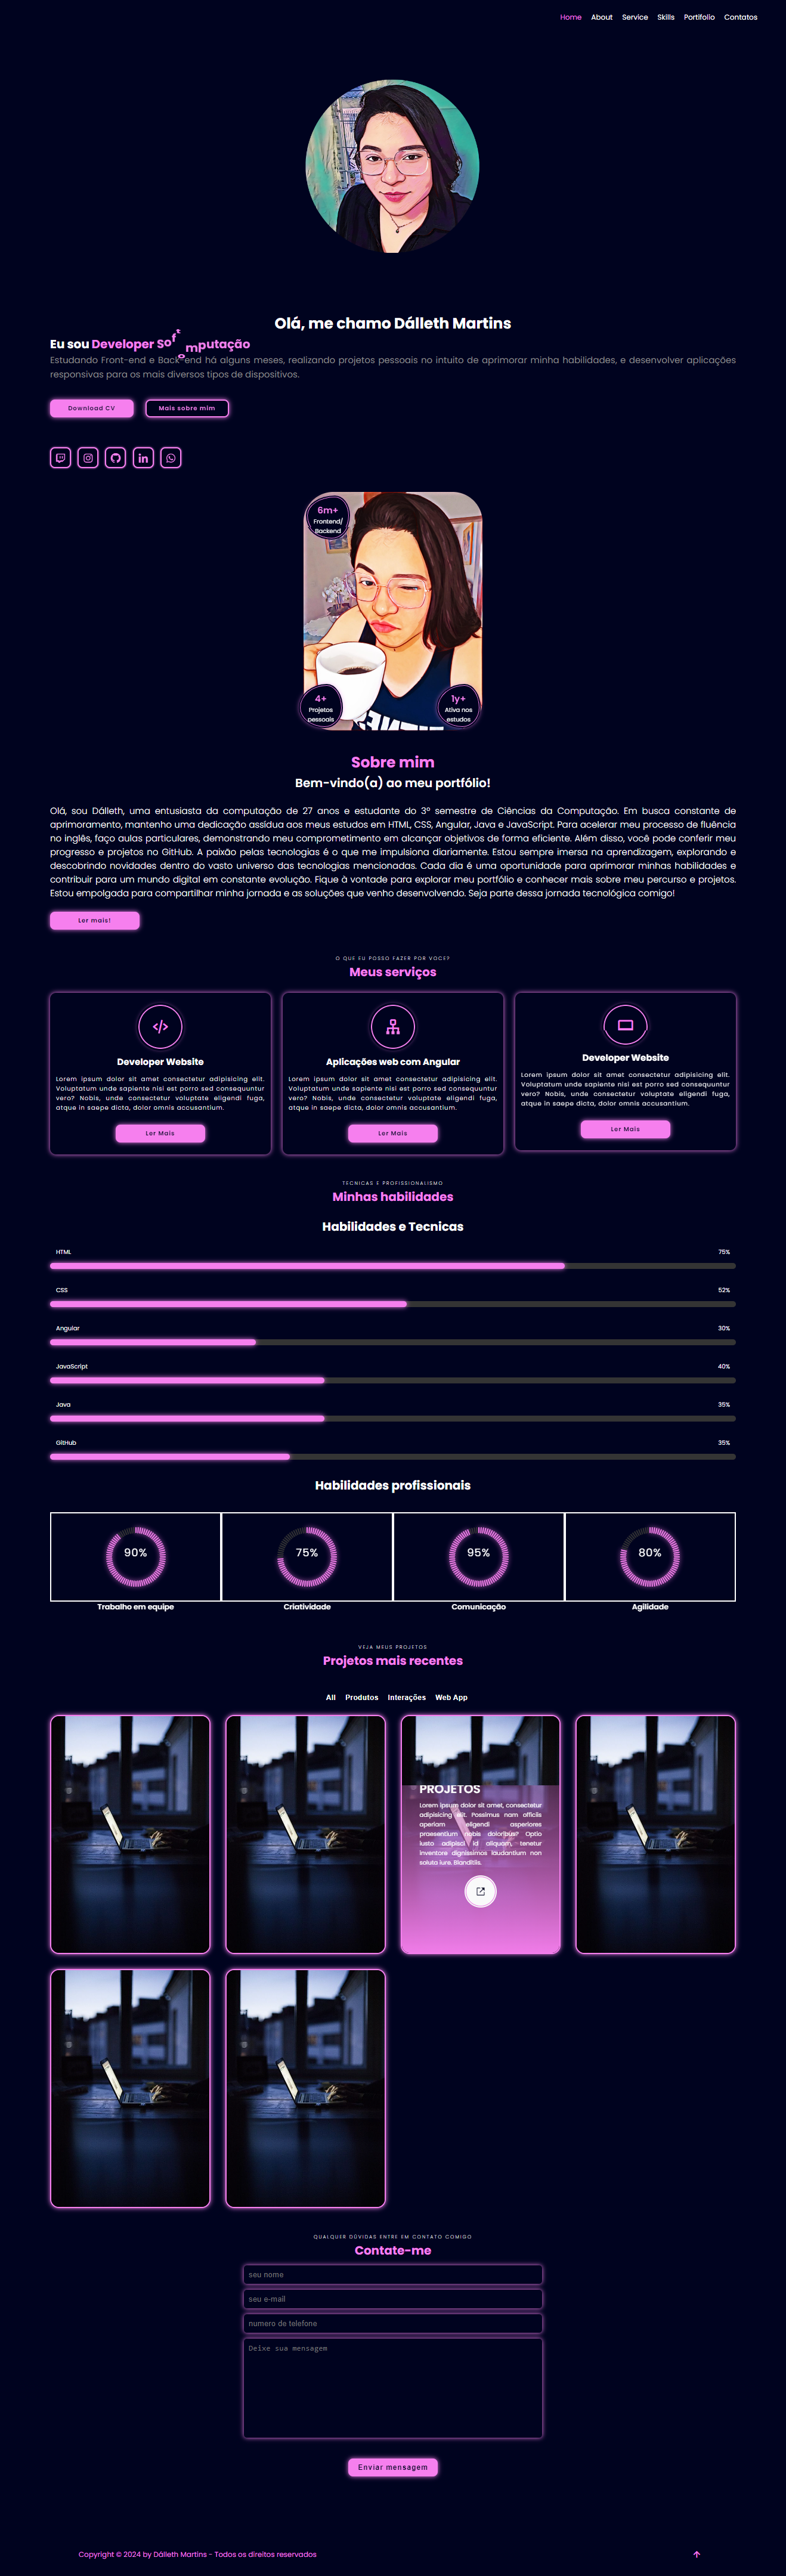 Home About Service Skills Portifolio Contatos
Olá, me chamo Dálleth Martins
Eu sou Developer Sof mputação
Estudando Front-end e Back-end há alguns meses, realizando projetos pessoais no intuito de aprimorar minha habilidades, e desenvolver aplicações
responsivas para os mais diversos tipos de dispositivos.
Download CV Mais sobre mim
6m+
Frontend/
Backend
4+
Projetos
pessoais
1y+
Ativa nos
estudos
Sobre mim
Bem-vindo(a) ao meu portfólio!
Olá, sou Dálleth, uma entusiasta da computação de 27 anos e estudante do 3º semestre de Ciências da Computação. Em busca constante de
aprimoramento, mantenho uma dedicação assídua aos meus estudos em HTML, CSS, Angular, Java e JavaScript. Para acelerar meu processo de fluência
no inglês, faço aulas particulares, demonstrando meu comprometimento em alcançar objetivos de forma eficiente. Além disso, você pode conferir meu
progresso e projetos no GitHub. A paixão pelas tecnologias é o que me impulsiona diariamente. Estou sempre imersa na aprendizagem, explorando e
descobrindo novidades dentro do vasto universo das tecnologias mencionadas. Cada dia é uma oportunidade para aprimorar minhas habilidades e
contribuir para um mundo digital em constante evolução. Fique à vontade para explorar meu portfólio e conhecer mais sobre meu percurso e projetos.
Estou empolgada para compartilhar minha jornada e as soluções que venho desenvolvendo. Seja parte dessa jornada tecnológica comigo!
Ler mais!
O QUE EU POSSO FAZER POR VOCE?
Meus serviços
Developer Website
Lorem ipsum dolor sit amet consectetur adipisicing elit.
Voluptatum unde sapiente nisi est porro sed consequuntur
vero? Nobis, unde consectetur voluptate eligendi fuga,
atque in saepe dicta, dolor omnis accusantium.
Ler Mais
Aplicações web com Angular
Lorem ipsum dolor sit amet consectetur adipisicing elit.
Voluptatum unde sapiente nisi est porro sed consequuntur
vero? Nobis, unde consectetur voluptate eligendi fuga,
atque in saepe dicta, dolor omnis accusantium.
Ler Mais
Developer Website
Lorem ipsum dolor sit amet consectetur adipisicing elit.
Voluptatum unde sapiente nisi est porro sed consequuntur
vero? Nobis, unde consectetur voluptate eligendi fuga,
atque in saepe dicta, dolor omnis accusantium.
Ler Mais
TECNICAS E PROFISSIONALISMO
Minhas habilidades
Habilidades e Tecnicas
HTML 75%
CSS 52%
Angular 30%
JavaScript 40%
Java 35%
GitHub 35%
Habilidades profissionais
90% 75% 95% 80%
Trabalho em equipe Criatividade Comunicação Agilidade
VEJA MEUS PROJETOS
Projetos mais recentes
All Produtos Interações Web App
PROJETOS
Lorem ipsum dolor sit amet, consectetur
adipisicing elit. Possimus nam officiis
aperiam eligendi asperiores
praesentium nobis doloribus? Optio
iusto adipisci id aliquam, tenetur
inventore dignissimos laudantium non
soluta iure. Blanditiis.
QUALQUER DÚVIDAS ENTRE EM CONTATO COMIGO
Contate-me
seu nome
seu e-mail
numero de telefone
Deixe sua mensagem
Enviar mensagem
Copyright © 2024 by Dálleth Martins - Todos os direitos reservados